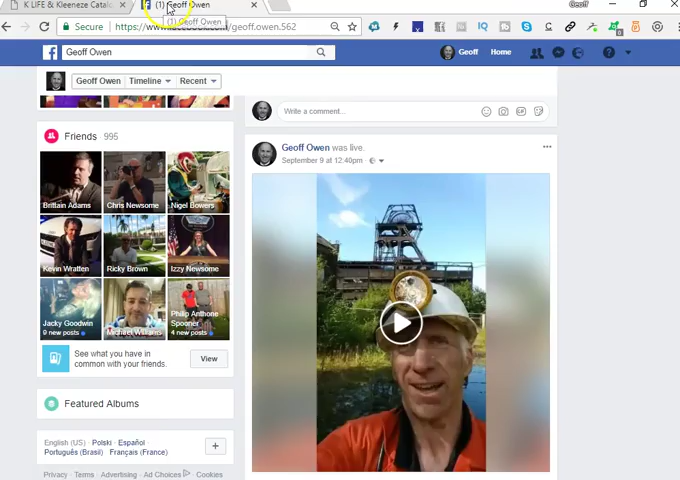 K LIFE & Kleeneze Catalo
(1) Geoff Owen
Geoff
Secure
geoff.owen.562
(1) Geoff Owen
Geoff Owen
Geoff
Home
Geoff Owen
Timeline
Recent
Write a comment...
Friends · 995
Brittain Adams
Chris Newsome
Nigel Bowers
Kevin Wratten
Ricky Brown
Izzy Newsome
Jacky Goodwin
9 new posts
Michael Williams
Philip Anthone
Spooner
4 new posts
See what you have in
common with your friends.
View
Featured Albums
English (US) · Polski · Español ·
Português (Brasil) · Français (France)
Privacy · Terms · Advertising · Ad Choices · Cookies
Geoff Owen was live.
September 9 at 12:40pm ·